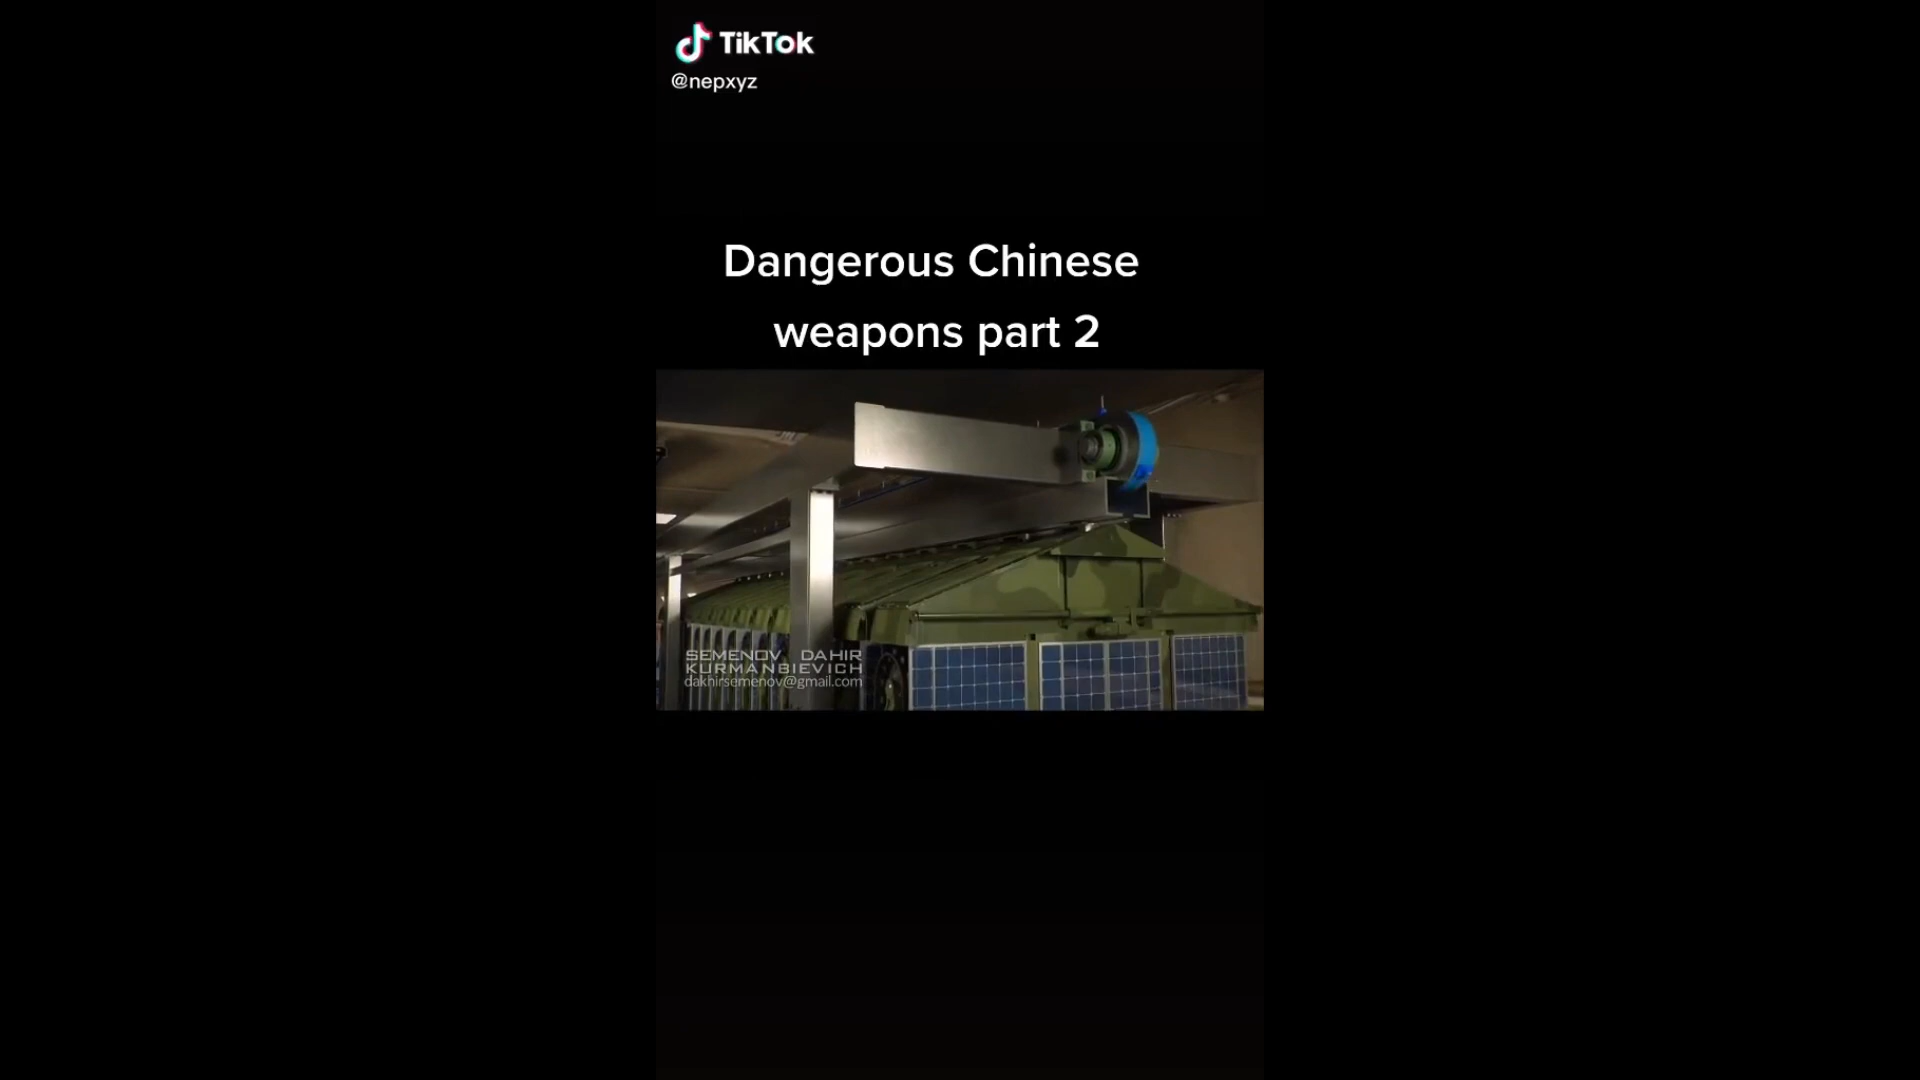 TikTok
@nepxyz
Dangerous Chinese
weapons part 2
SEMENOV DAHIR
KURMANBIEVICH
dakhirsemenov@gmail.com